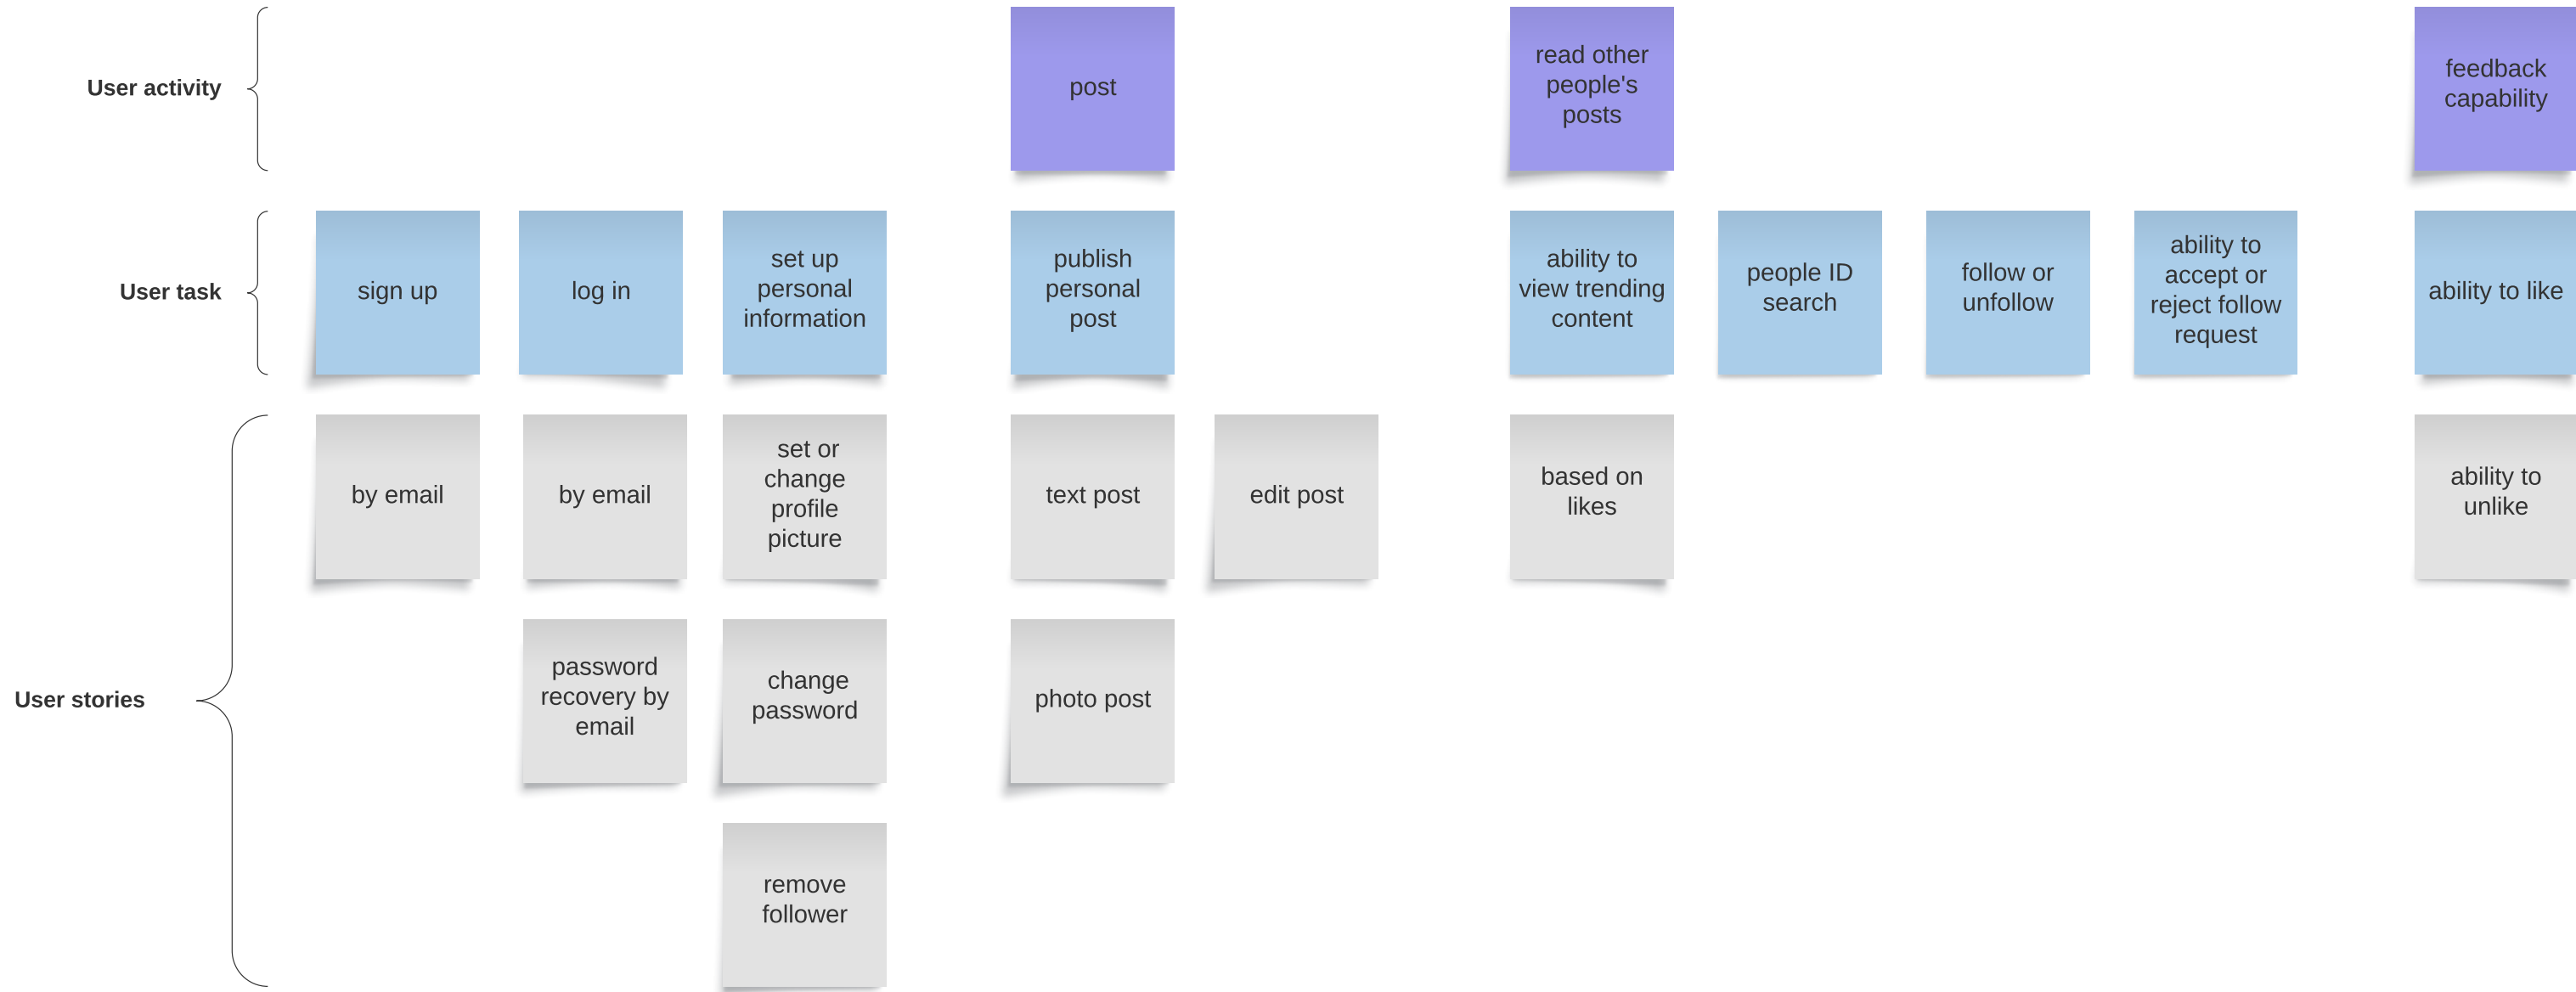 User activity
post
read other
people's
posts
feedback
capability
User task
sign up
log in
set up
personal
information
publish
personal
post
ability to
view trending
content
people ID
search
follow or
unfollow
ability to
accept or
reject follow
request
ability to like
User stories
by email
by email
set or
change
profile
picture
text post
edit post
based on
likes
ability to
unlike
password
recovery by
email
change
password
photo post
remove
follower